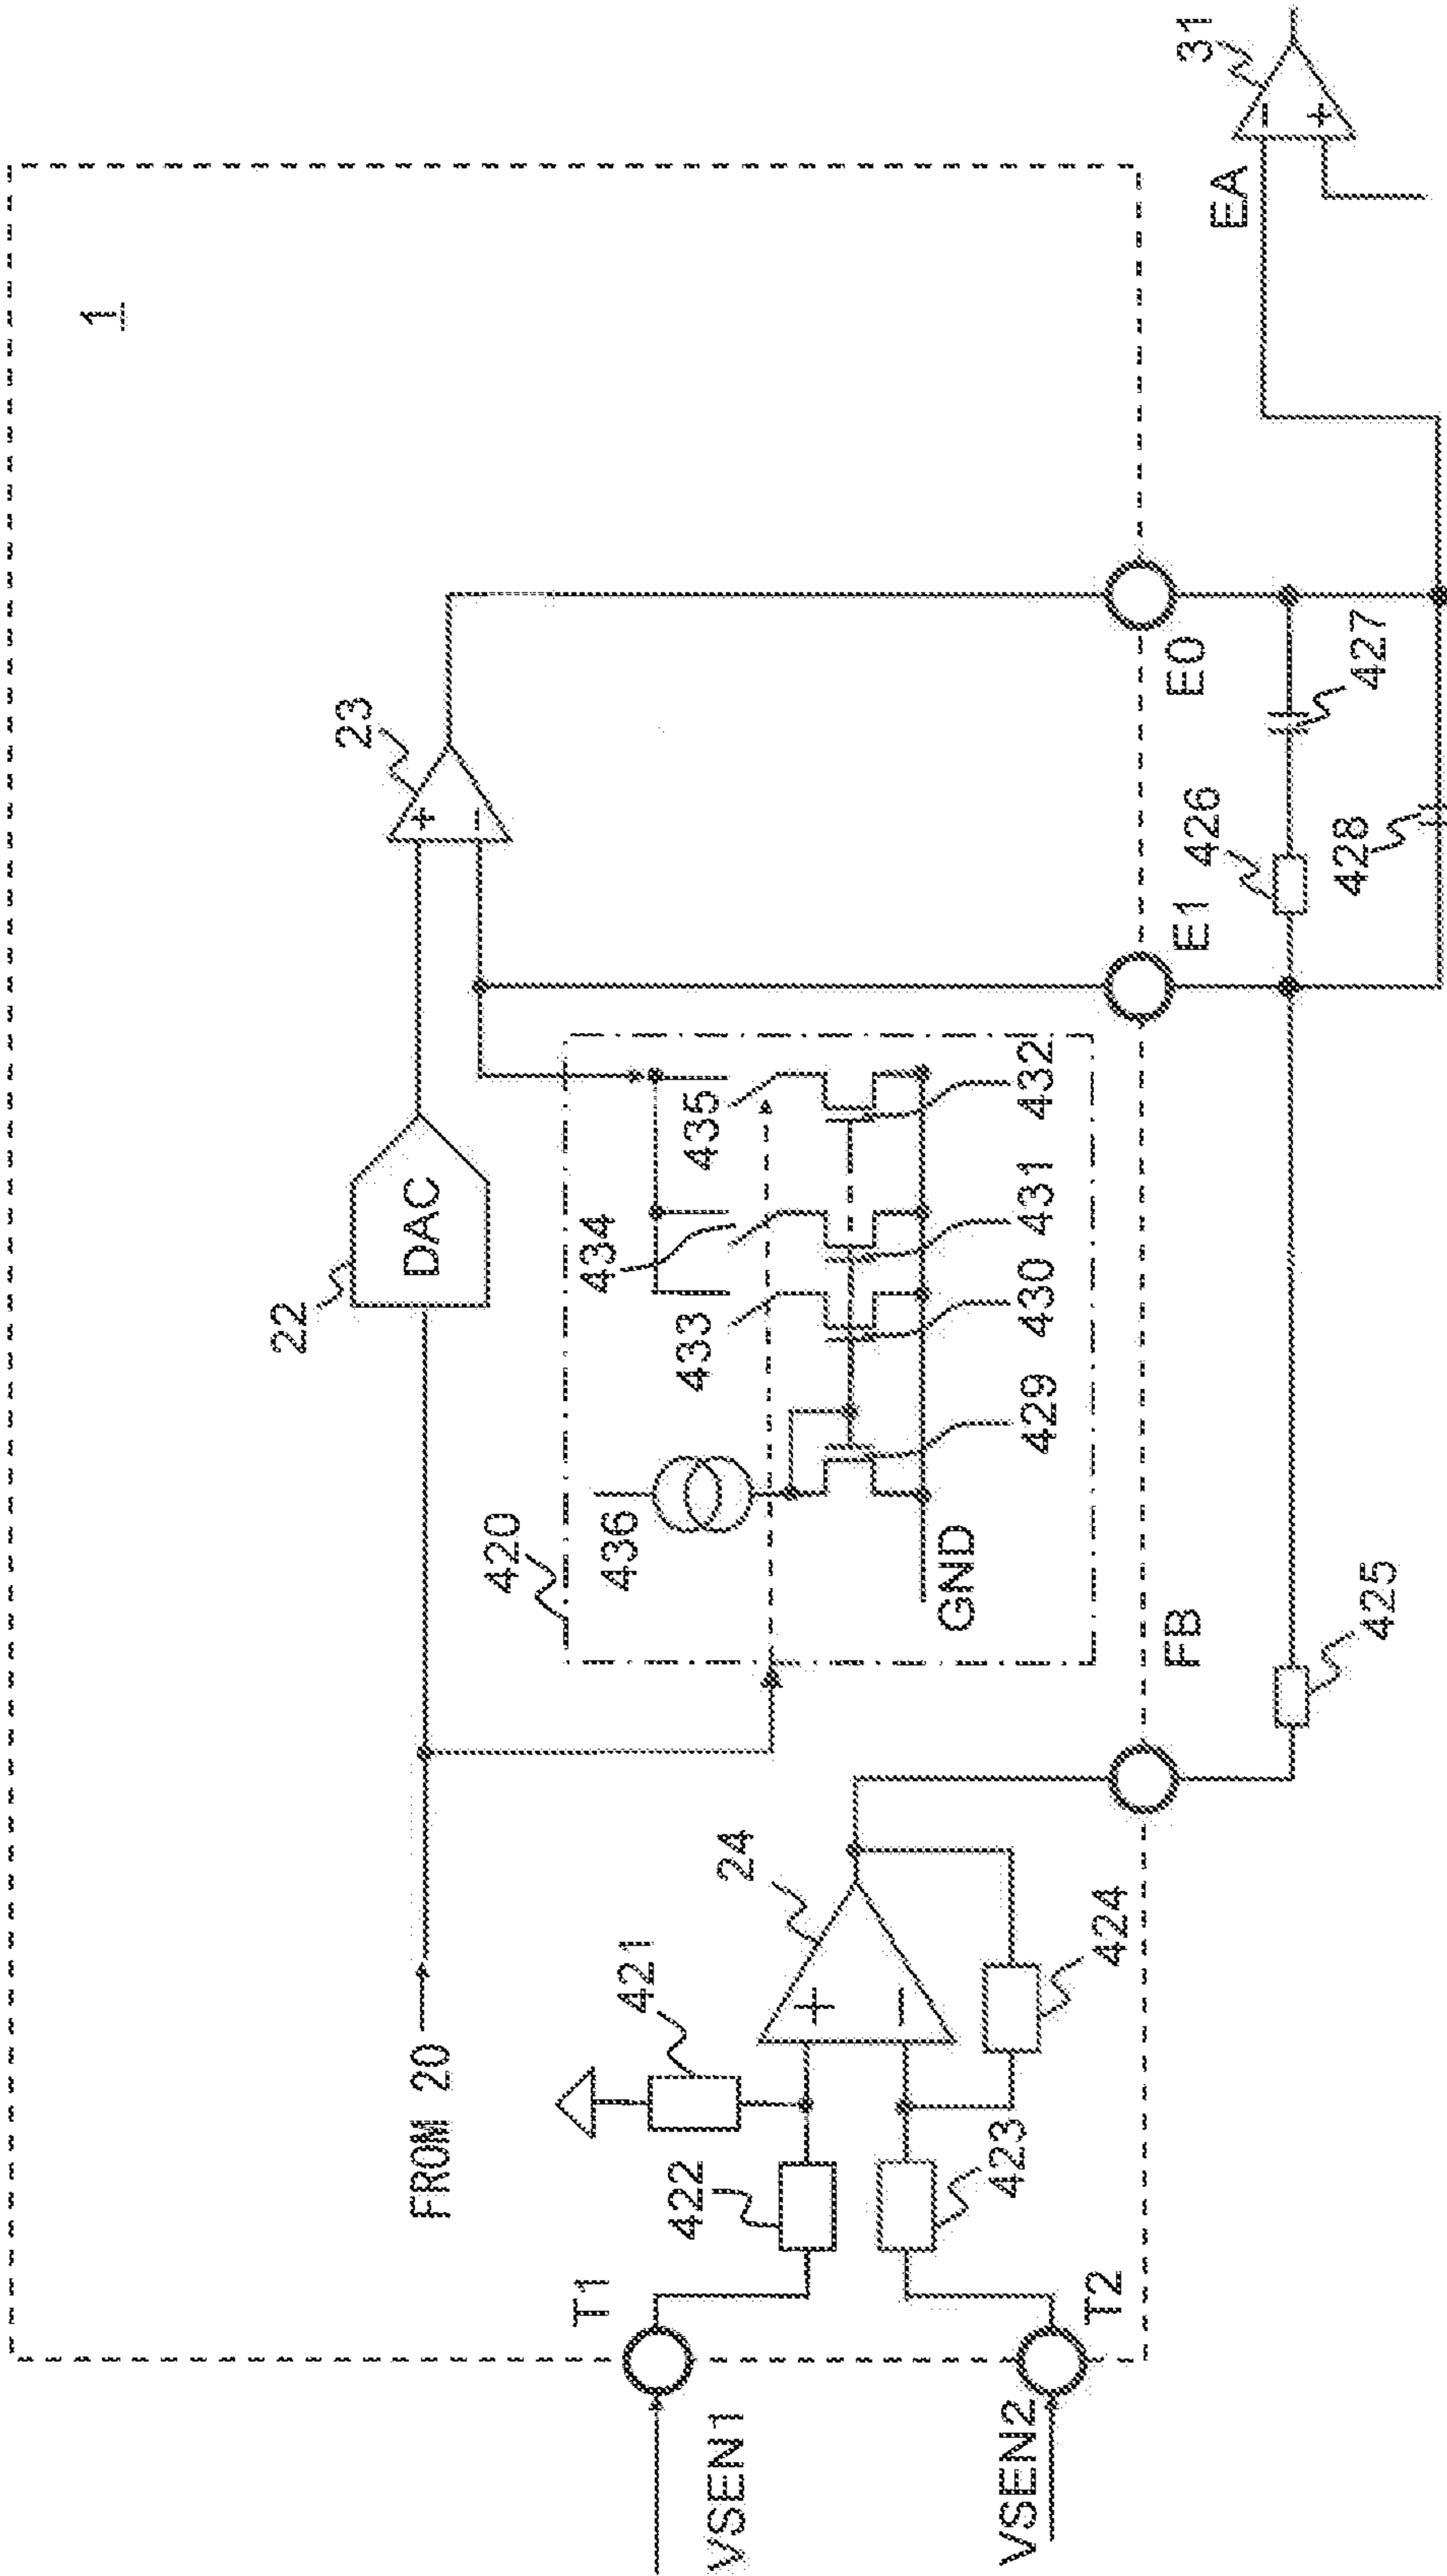 1
22
DAC
23
FROM 20
420
436
433
434
435
429
430
431
432
GND
T1
VSEN1
422
421
24
423
424
T2
VSEN2
FB
E1
E0
425
426
427
428
EA
31
+
−
+
−
−
+